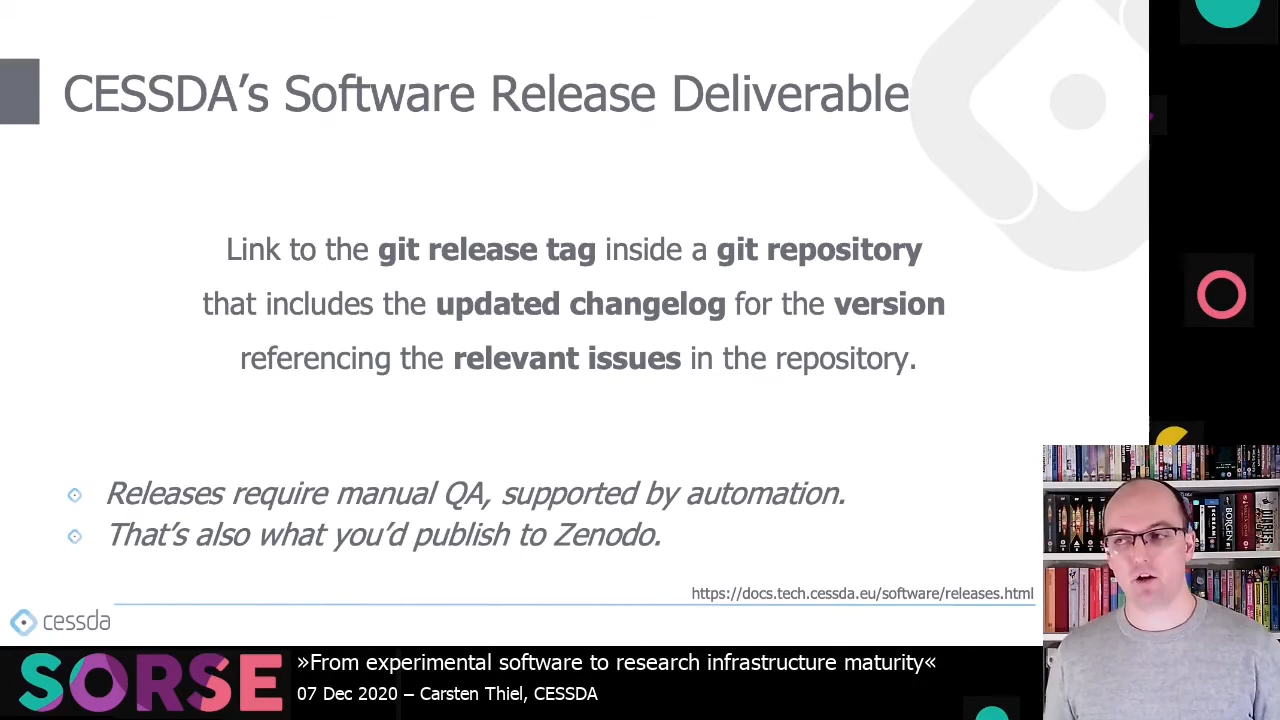 CESSDA’s Software Release Deliverable
Link to the git release tag inside a git repository
that includes the updated changelog for the version
referencing the relevant issues in the repository.
Releases require manual QA, supported by automation.
That’s also what you’d publish to Zenodo.
https://docs.tech.cessda.eu/software/releases.html
cessda
SORSE
»From experimental software to research infrastructure maturity«
07 Dec 2020 – Carsten Thiel, CESSDA
BORGEN